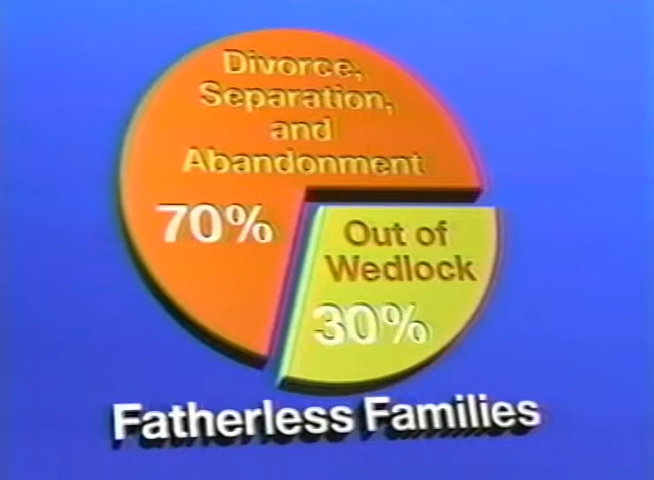 Divorce,
Separation,
and
Abandonment
70%
Out of
Wedlock
30%
Fatherless Families